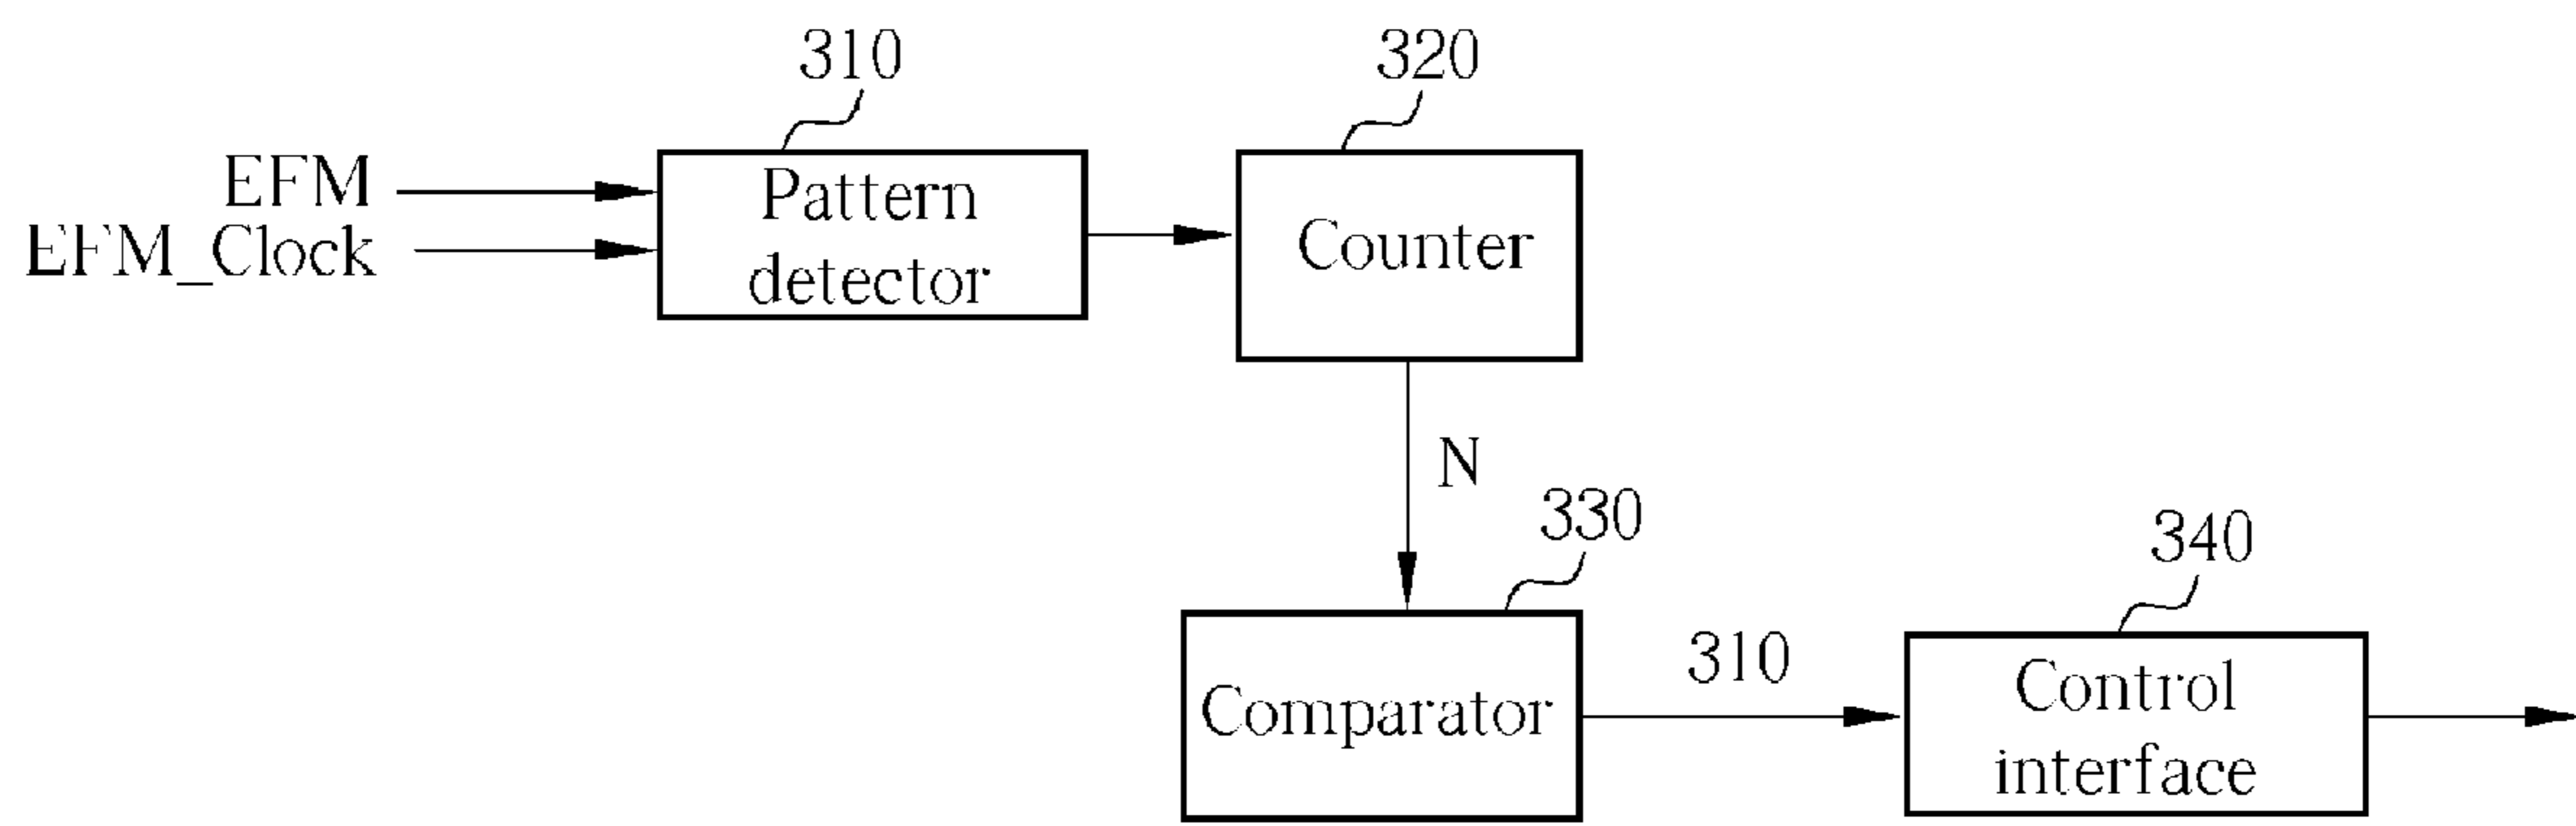 310
320
EFM
EFM_Clock
Pattern
detector
Counter
N
330
340
Comparator
310
Control
interface